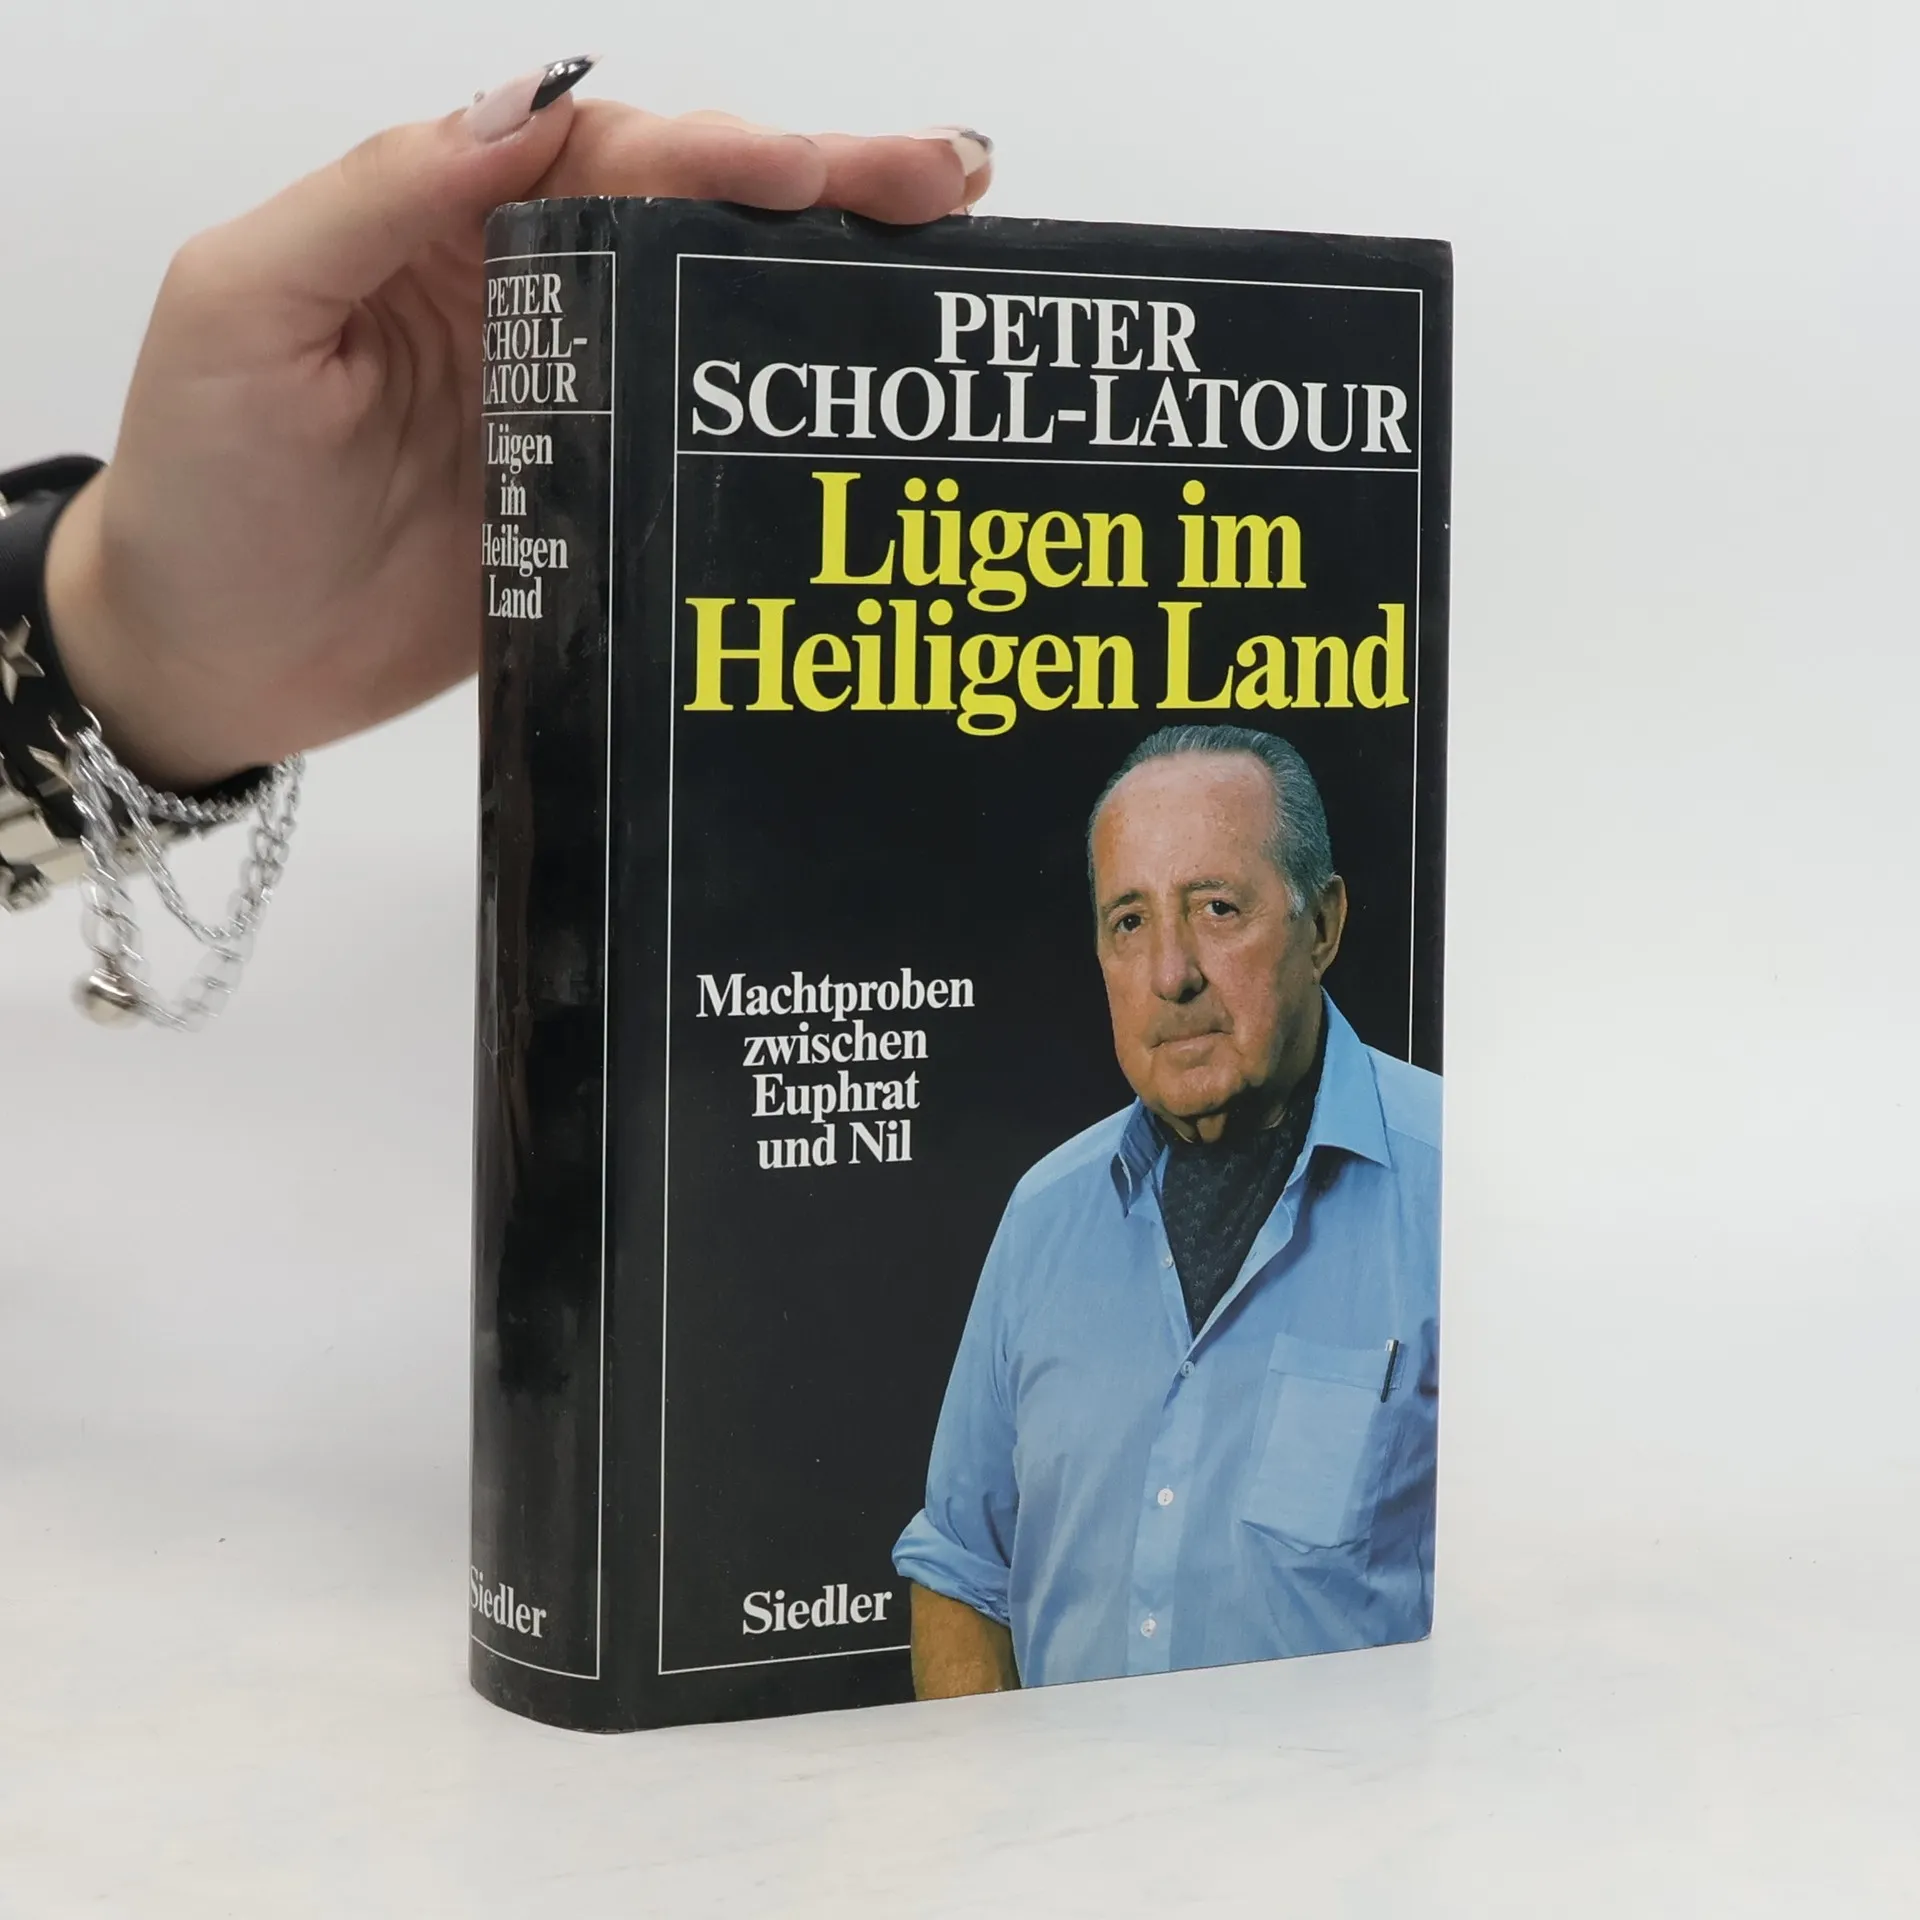 PETER
SCHOLL-
LATOUR
Lügen
im
Heiligen
Land
Siedler
PETER
SCHOLL-LATOUR
Lügen im
Heiligen Land
Machtproben
zwischen
Euphrat
und Nil
Siedler